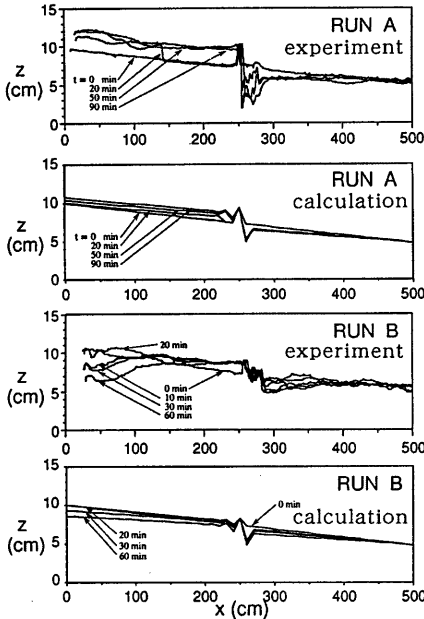 15
RUN A
experiment
z
(cm)
10
5
0
t = 0 min
20 min
50 min
90 min
0
100
200
300
400
500
15
RUN A
calculation
z
(cm)
10
5
0
t = 0 min
20 min
50 min
90 min
0
100
200
300
400
500
15
RUN B
experiment
z
(cm)
10
5
0
20 min
0 min
10 min
30 min
60 min
0
100
200
300
400
500
15
RUN B
calculation
z
(cm)
10
5
0
0 min
20 min
30 min
60 min
0
100
200
300
400
500
x (cm)